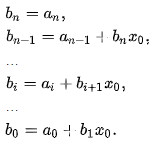 bₙ = aₙ,
bₙ₋₁ = aₙ₋₁ + bₙx₀,
...
bᵢ = aᵢ + bᵢ₊₁x₀,
...
b₀ = a₀ + b₁x₀.